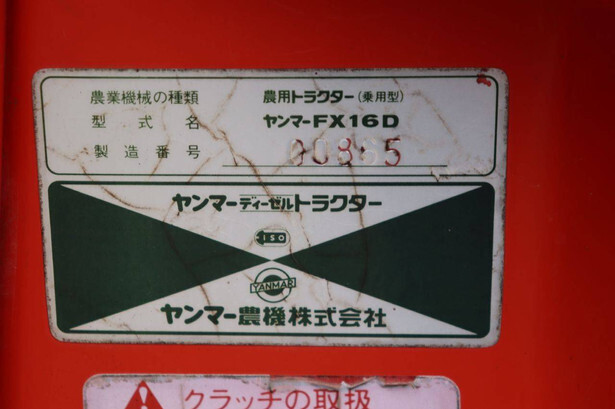 農業機械の種類 農用トラクター(乗用型)
型式名 ヤンマーFX16D
製造番号 00865
ヤンマーディーゼルトラクター
ISO
YANMAR
ヤンマー農機株式会社
クラッチの取扱